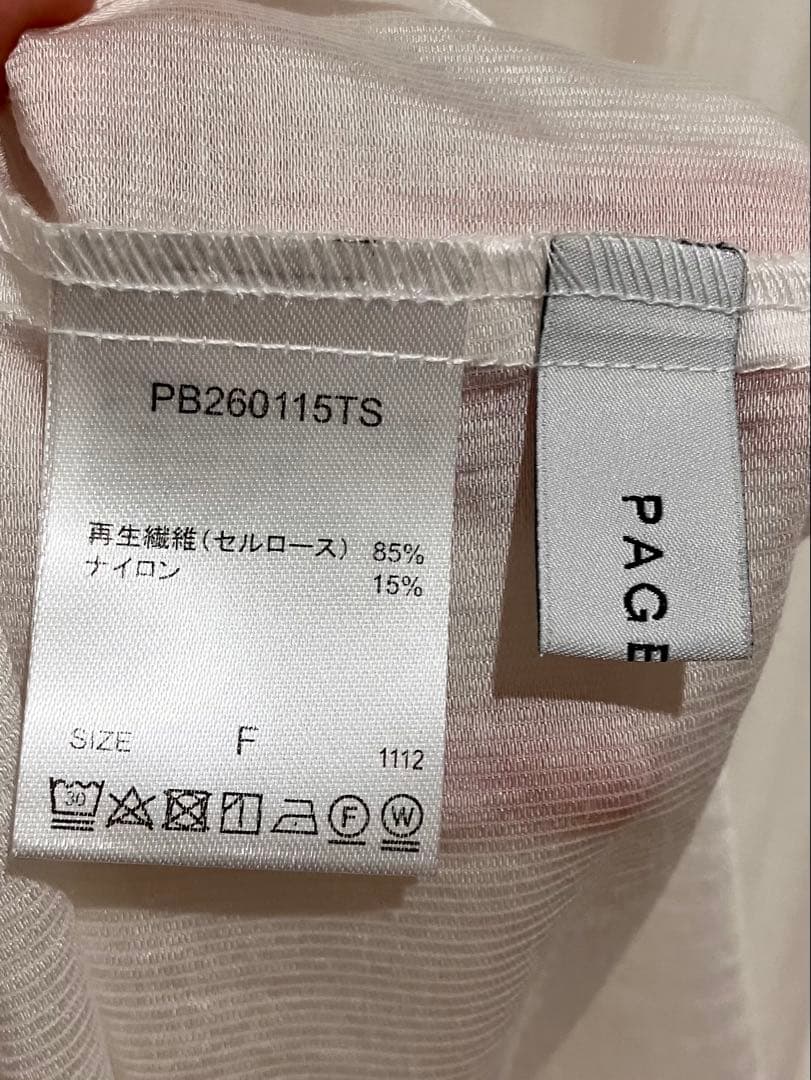 PB260115TS
再生繊維(セルロース) 85%
ナイロン 15%
SIZE F
1112
30
F
W
PAGE